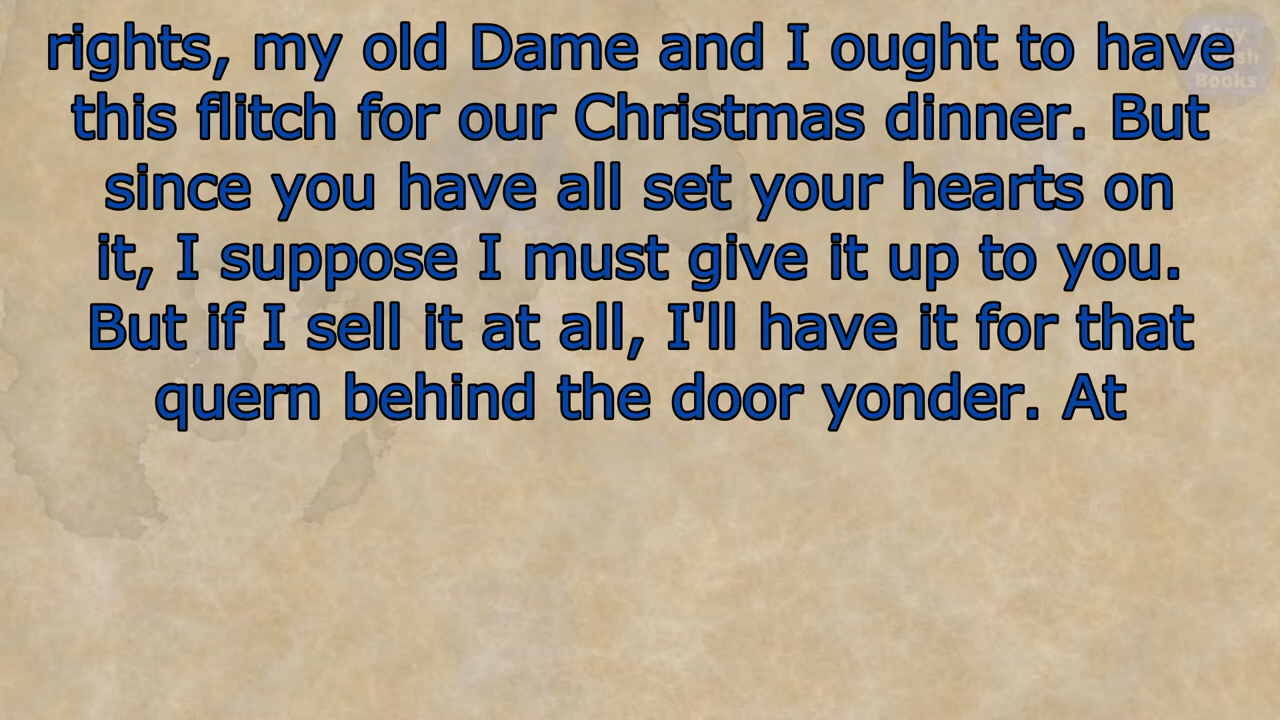 rights, my old Dame and I ought to have
this flitch for our Christmas dinner. But
since you have all set your hearts on
it, I suppose I must give it up to you.
But if I sell it at all, I'll have it for that
quern behind the door yonder. At
Books